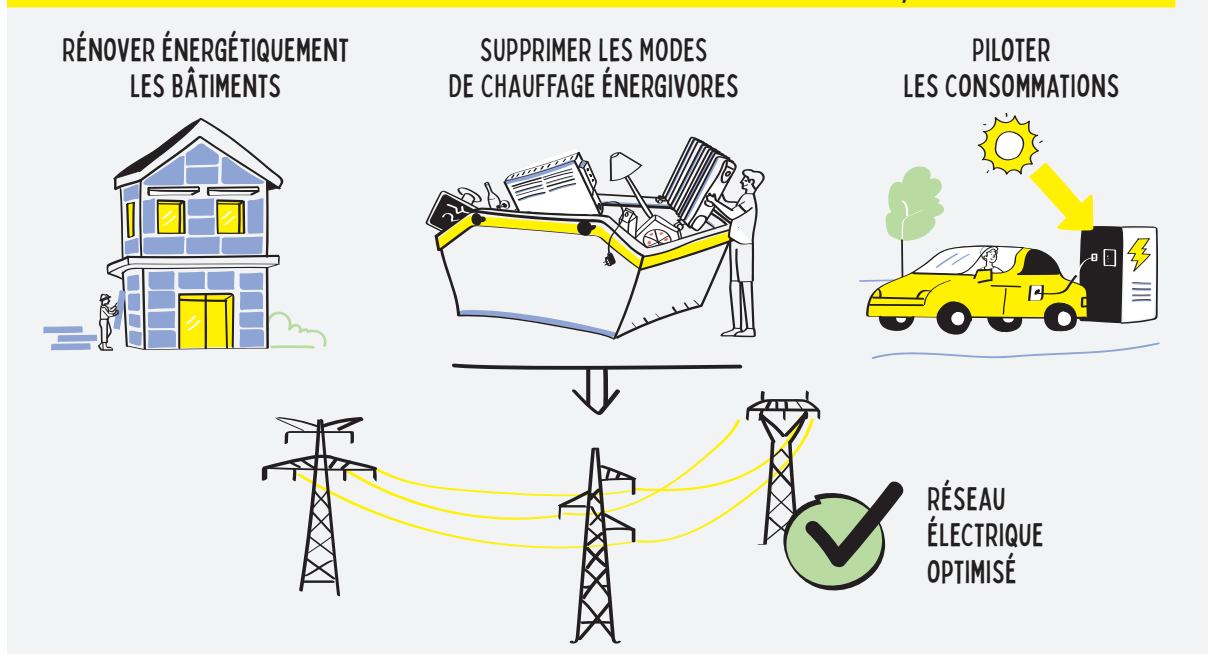 RÉNOVER ÉNERGÉTIQUEMENT
LES BÂTIMENTS
SUPPRIMER LES MODES
DE CHAUFFAGE ÉNERGIVORES
PILOTER
LES CONSOMMATIONS
RÉSEAU
ÉLECTRIQUE
OPTIMISÉ